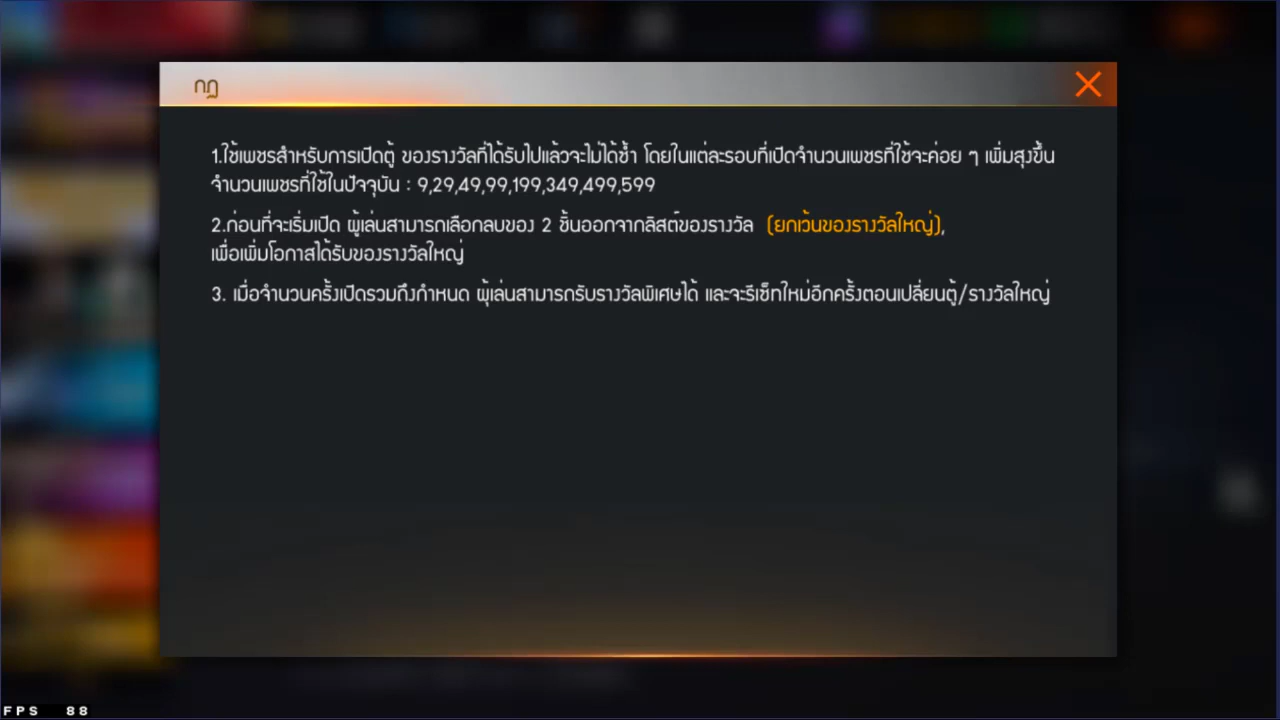 กฎ
1.ใช้เพชรสำหรับการเปิดตู้ ของรางวัลที่ได้รับไปแล้วจะไม่ได้ซ้ำ โดยในแต่ละรอบที่เปิดจำนวนเพชรที่ใช้จะค่อย ๆ เพิ่มสูงขึ้น
จำนวนเพชรที่ใช้ในปัจจุบัน : 9,29,49,99,199,349,499,599
2.ก่อนที่จะเริ่มเปิด ผู้เล่นสามารถเลือกลบของ 2 ชิ้นออกจากลิสต์ของรางวัล (ยกเว้นของรางวัลใหญ่),
เพื่อเพิ่มโอกาสได้รับของรางวัลใหญ่
3. เมื่อจำนวนครั้งเปิดรวมถึงกำหนด ผู้เล่นสามารถรับรางวัลพิเศษได้ และจะรีเซ็ทใหม่อีกครั้งตอนเปลี่ยนตู้/รางวัลใหญ่
FPS 88